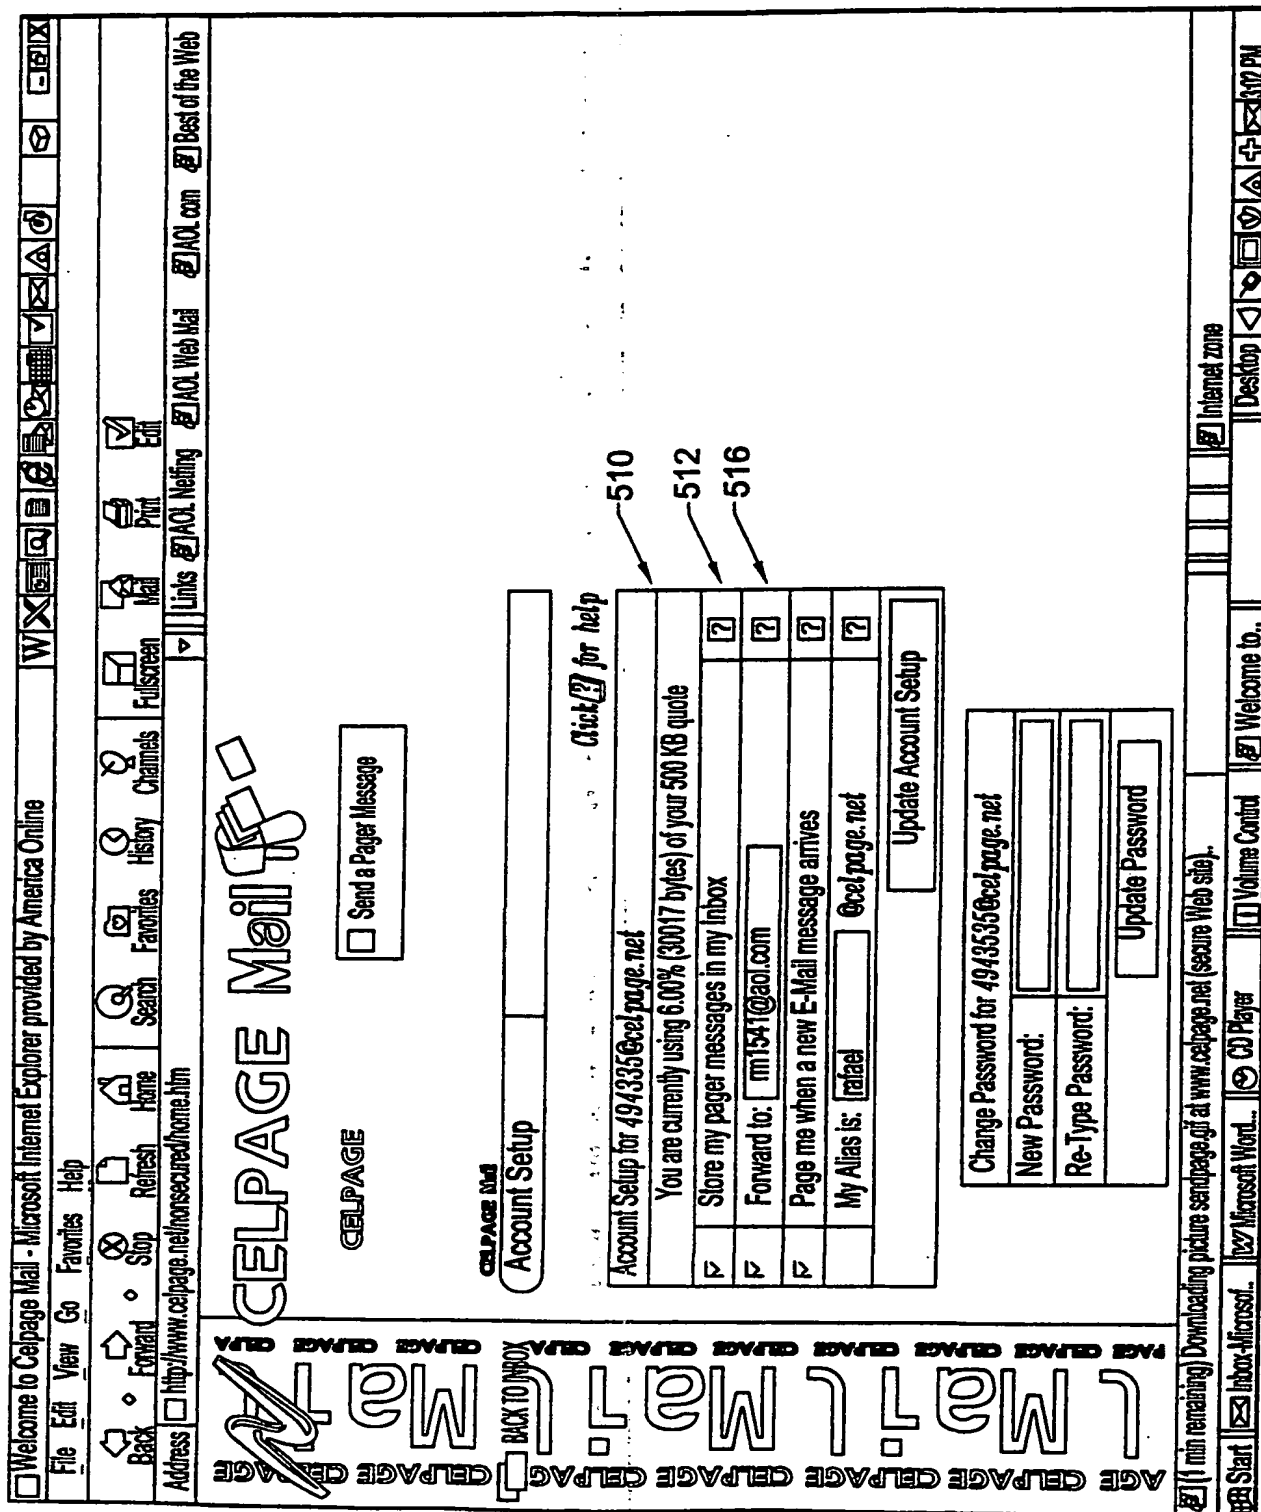 Welcome to Celpage Mail - Microsoft Internet Explorer provided by America Online
File Edit View Go Favorites Help
Back Forward Stop Refresh Home Search Favorites History Channels Fullscreen Mail Print Edit
Address http://www.celpage.net/nonsecured/home.htm Links AOL Netfing AOL Web Mail AOL com Best of the Web
CELPAGE Mail
CELPAGE
Send a Pager Message
CELPAGE Mail
Account Setup
BACK TO INBOX
Click [?] for help
Account Setup for 494335@celpage.net
510
You are currently using 6.00% (30017 bytes) of your 500 KB quote
Store my pager messages in my Inbox [?]
512
Forward to: rm1541@aol.com [?]
516
Page me when a new E-Mail message arrives [?]
My Alias is: rafael @celpage.net [?]
Update Account Setup
Change Password for 4943535@celpage.net
New Password:
Re-Type Password:
Update Password
(1 min remaining) Downloading picture sendpage.gif at www.celpage.net (secure Web site)..
Internet zone
Start Inbox-Microsof.. Microsoft Word... CD Player Volume Control Welcome to.. Desktop 3:02 PM